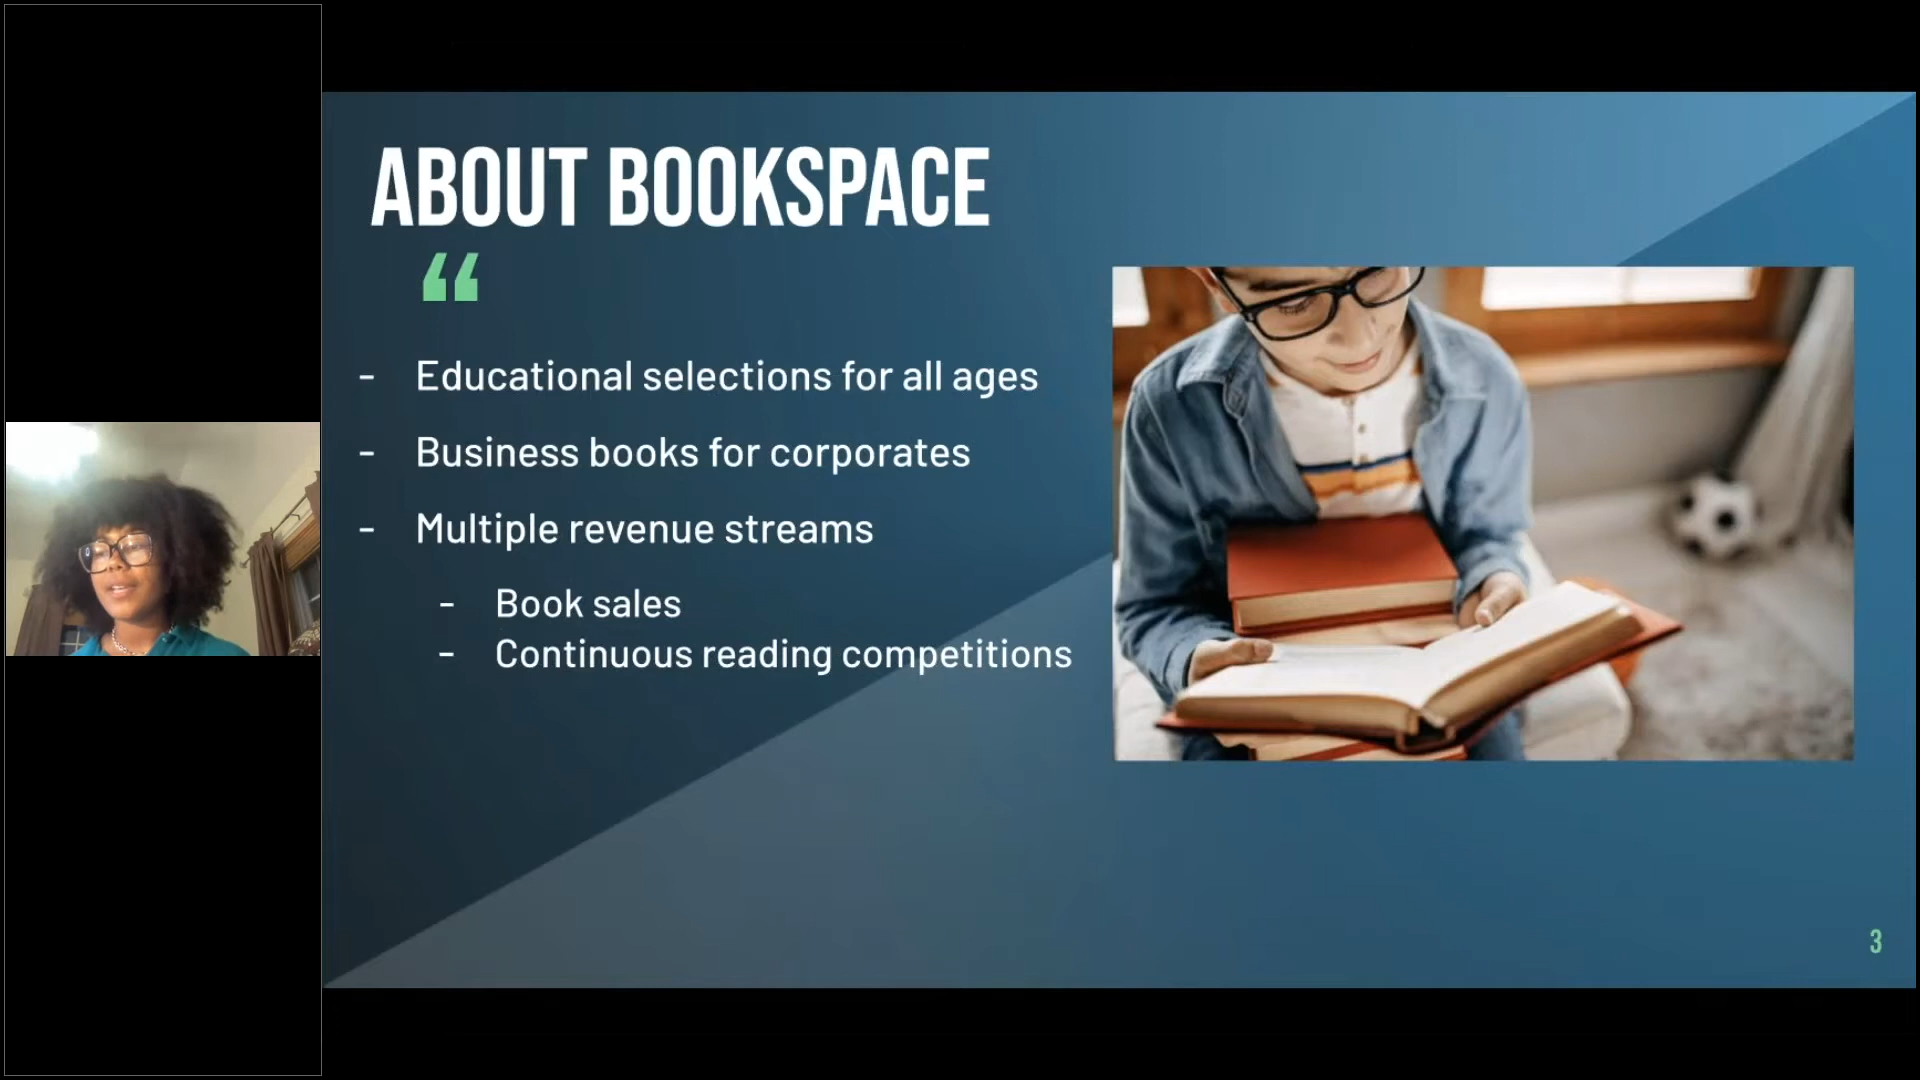 ABOUT BOOKSPACE
“
- Educational selections for all ages
- Business books for corporates
- Multiple revenue streams
- Book sales
- Continuous reading competitions
3